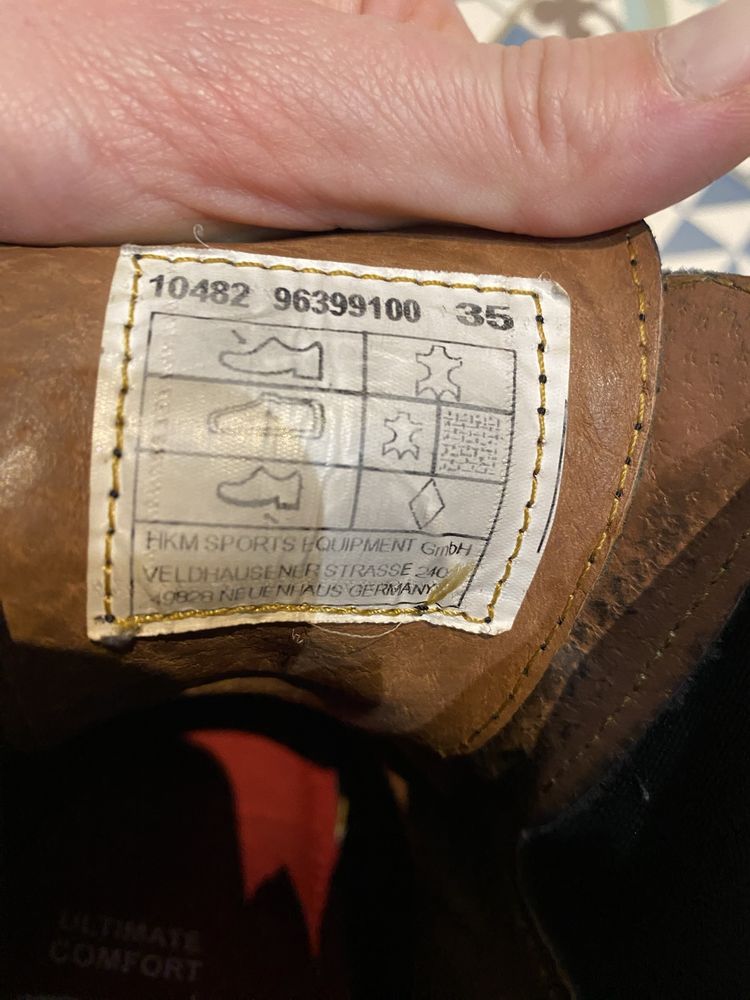 10482 96399100 35
HKM SPORTS EQUIPMENT GmbH
VELDHAUSENER STRASSE 240
49828 NEUENHAUS GERMANY
ULTIMATE
COMFORT